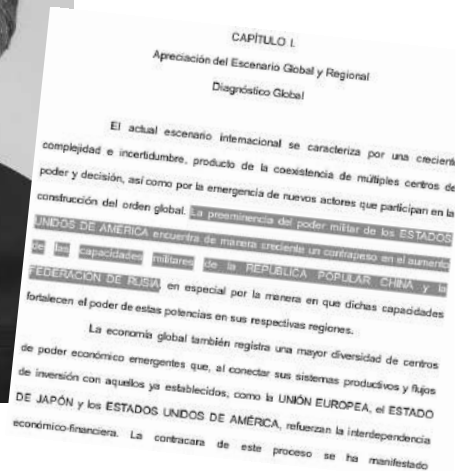 CAPÍTULO I.
Apreciación del Escenario Global y Regional
Diagnóstico Global
El actual escenario internacional se caracteriza por una creciente
complejidad e incertidumbre, producto de la coexistencia de múltiples centros de
poder y decisión, así como por la emergencia de nuevos actores que participan en la
construcción del orden global. La preeminencia del poder militar de los ESTADOS
UNIDOS DE AMÉRICA encuentra de manera creciente un contrapeso en el aumento
de las capacidades militares de la REPÚBLICA POPULAR CHINA y la
FEDERACIÓN DE RUSIA, en especial por la manera en que dichas capacidades
fortalecen el poder de estas potencias en sus respectivas regiones.
La economía global también registra una mayor diversidad de centros
de poder económico emergentes que, al conectar sus sistemas productivos y flujos
de inversión con aquellos ya establecidos, como la UNIÓN EUROPEA, el ESTADO
DE JAPÓN y los ESTADOS UNIDOS DE AMÉRICA, refuerzan la interdependencia
económico-financiera. La contracara de este proceso se ha manifestado